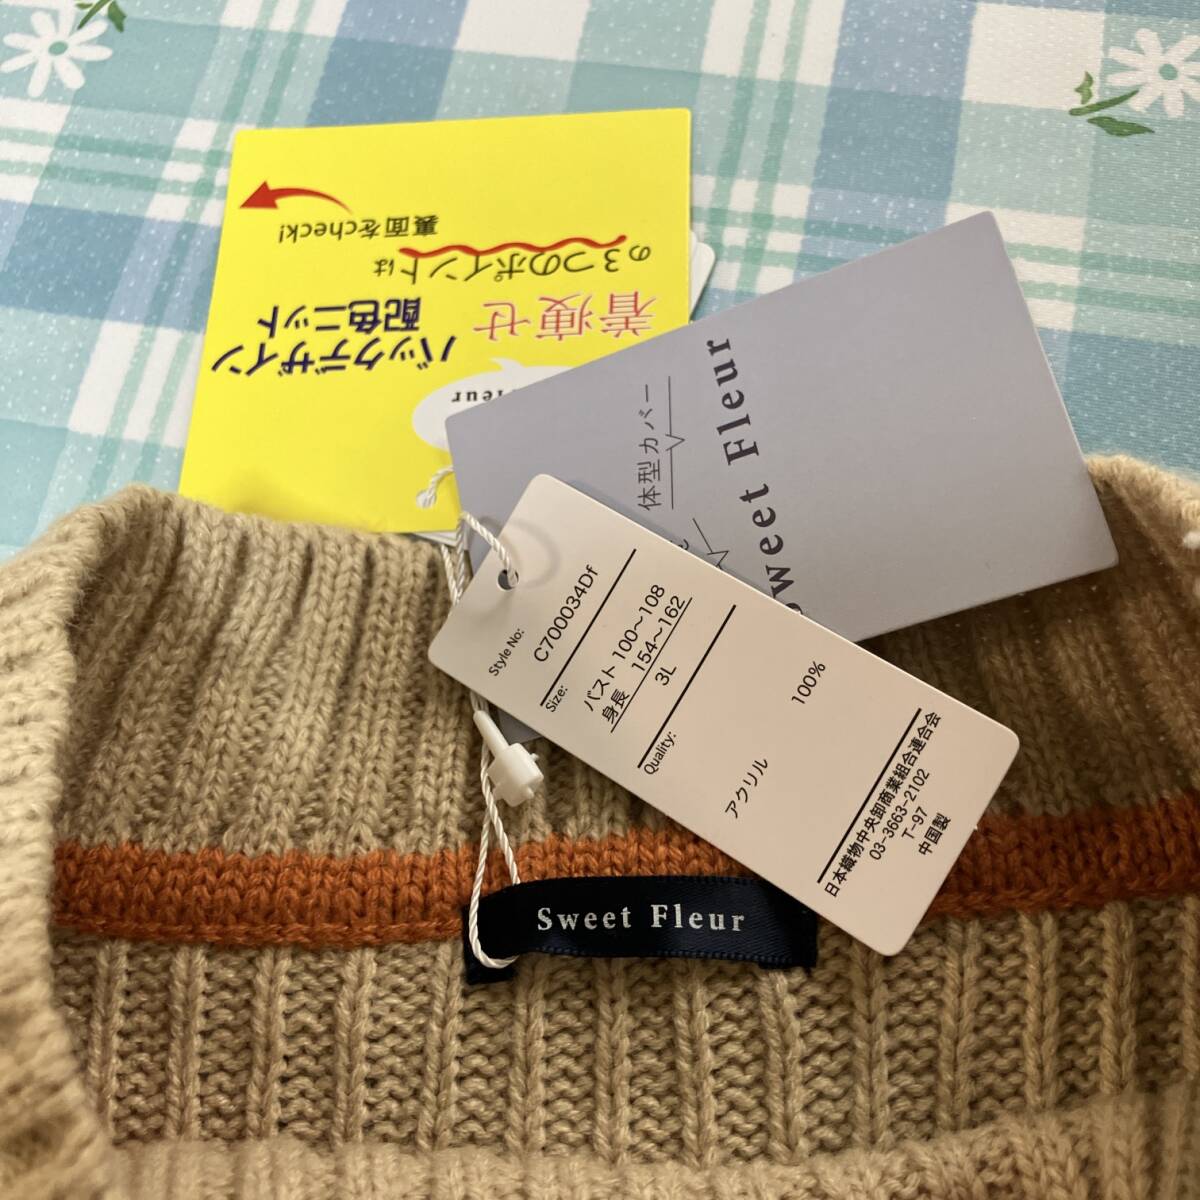 バックデザイン
配色ニット
着痩せ
の3つのポイントは
裏面をcheck!
Fleur
体型カバー
Sweet Fleur
Style No:
C700034Df
Size:
バスト 100〜108
身長 154〜162
3L
Quality:
アクリル 100%
日本織物中央卸商業組合連合会
03-3663-2102
T-97
中国製
Sweet Fleur